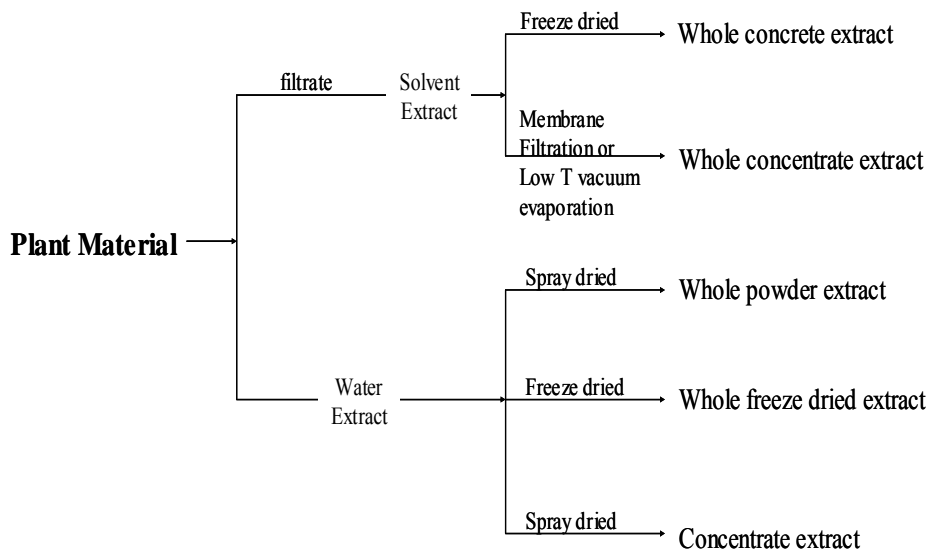 Freeze dried
Whole concrete extract
filtrate
Solvent
Extract
Membrane
Filtration or
Low T vacuum
evaporation
Whole concentrate extract
Plant Material
Spray dried
Whole powder extract
Water
Extract
Freeze dried
Whole freeze dried extract
Spray dried
Concentrate extract